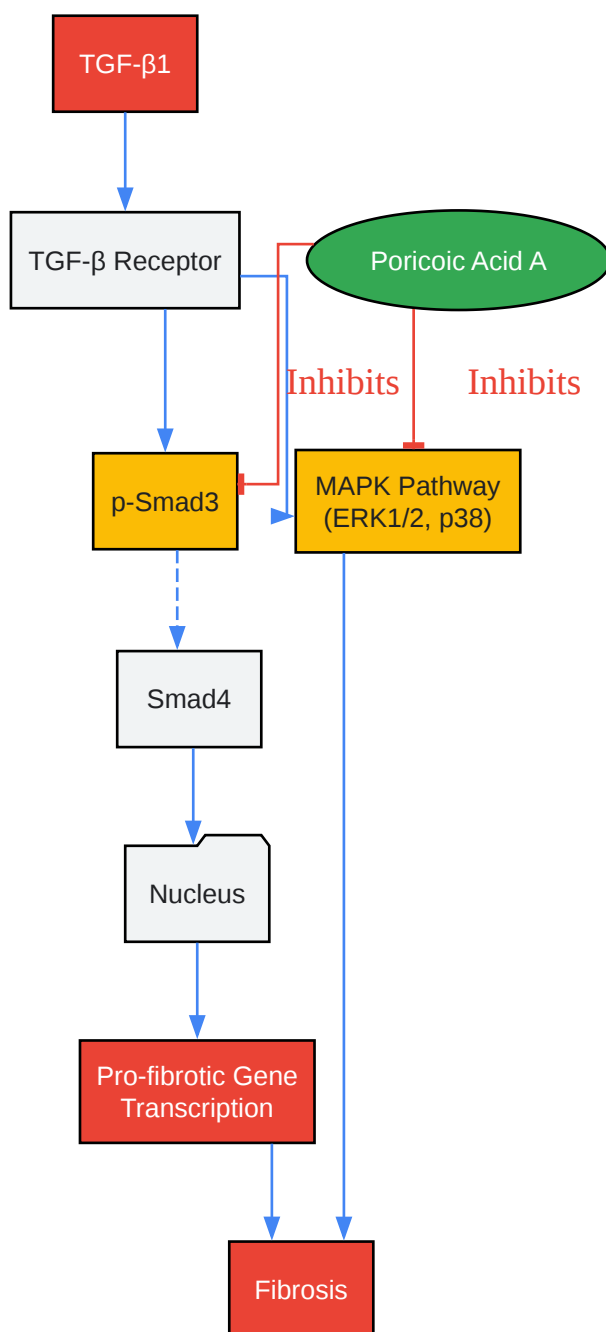 TGF-β1
TGF-β Receptor
Poricoic Acid A
Inhibits
Inhibits
p-Smad3
MAPK Pathway
(ERK1/2, p38)
Smad4
Nucleus
Pro-fibrotic Gene
Transcription
Fibrosis